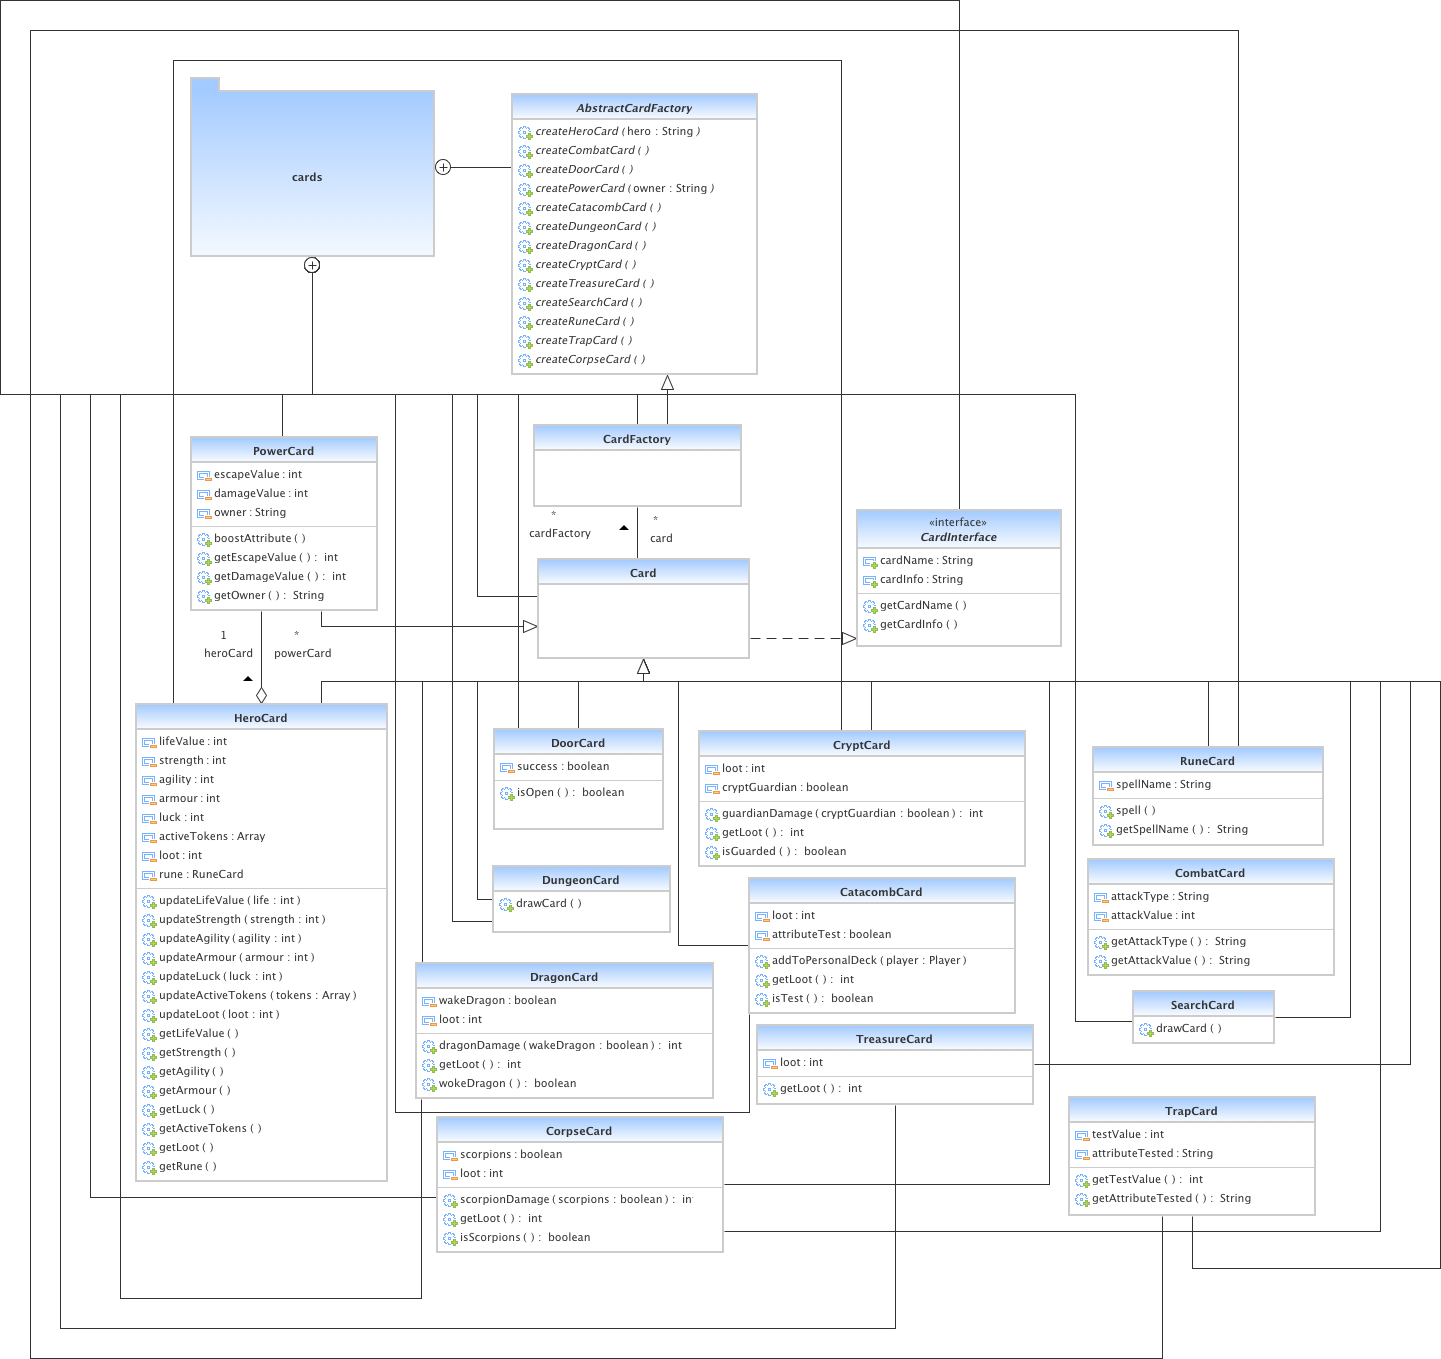 cards
AbstractCardFactory
createHeroCard ( hero : String )
createCombatCard ( )
createDoorCard ( )
createPowerCard ( owner : String )
createCatacombCard ( )
createDungeonCard ( )
createDragonCard ( )
createCryptCard ( )
createTreasureCard ( )
createSearchCard ( )
createRuneCard ( )
createTrapCard ( )
createCorpseCard ( )
PowerCard
escapeValue : int
damageValue : int
owner : String
boostAttribute ( )
getEscapeValue ( ) : int
getDamageValue ( ) : int
getOwner ( ) : String
CardFactory
*
cardFactory
*
card
Card
«interface»
CardInterface
cardName : String
cardInfo : String
getCardName ( )
getCardInfo ( )
1
heroCard
*
powerCard
HeroCard
lifeValue : int
strength : int
agility : int
armour : int
luck : int
activeTokens : Array
loot : int
rune : RuneCard
updateLifeValue ( life : int )
updateStrength ( strength : int )
updateAgility ( agility : int )
updateArmour ( armour : int )
updateLuck ( luck : int )
updateActiveTokens ( tokens : Array )
updateLoot ( loot : int )
getLifeValue ( )
getStrength ( )
getAgility ( )
getArmour ( )
getLuck ( )
getActiveTokens ( )
getLoot ( )
getRune ( )
DoorCard
success : boolean
isOpen ( ) : boolean
CryptCard
loot : int
cryptGuardian : boolean
guardianDamage ( cryptGuardian : boolean ) : int
getLoot ( ) : int
isGuarded ( ) : boolean
RuneCard
spellName : String
spell ( )
getSpellName ( ) : String
DungeonCard
drawCard ( )
CatacombCard
loot : int
attributeTest : boolean
addToPersonalDeck ( player : Player )
getLoot ( ) : int
isTest ( ) : boolean
CombatCard
attackType : String
attackValue : int
getAttackType ( ) : String
getAttackValue ( ) : String
DragonCard
wakeDragon : boolean
loot : int
dragonDamage ( wakeDragon : boolean ) : int
getLoot ( ) : int
wokeDragon ( ) : boolean
SearchCard
drawCard ( )
TreasureCard
loot : int
getLoot ( ) : int
CorpseCard
scorpions : boolean
loot : int
scorpionDamage ( scorpions : boolean ) : in
getLoot ( ) : int
isScorpions ( ) : boolean
TrapCard
testValue : int
attributeTested : String
getTestValue ( ) : int
getAttributeTested ( ) : String